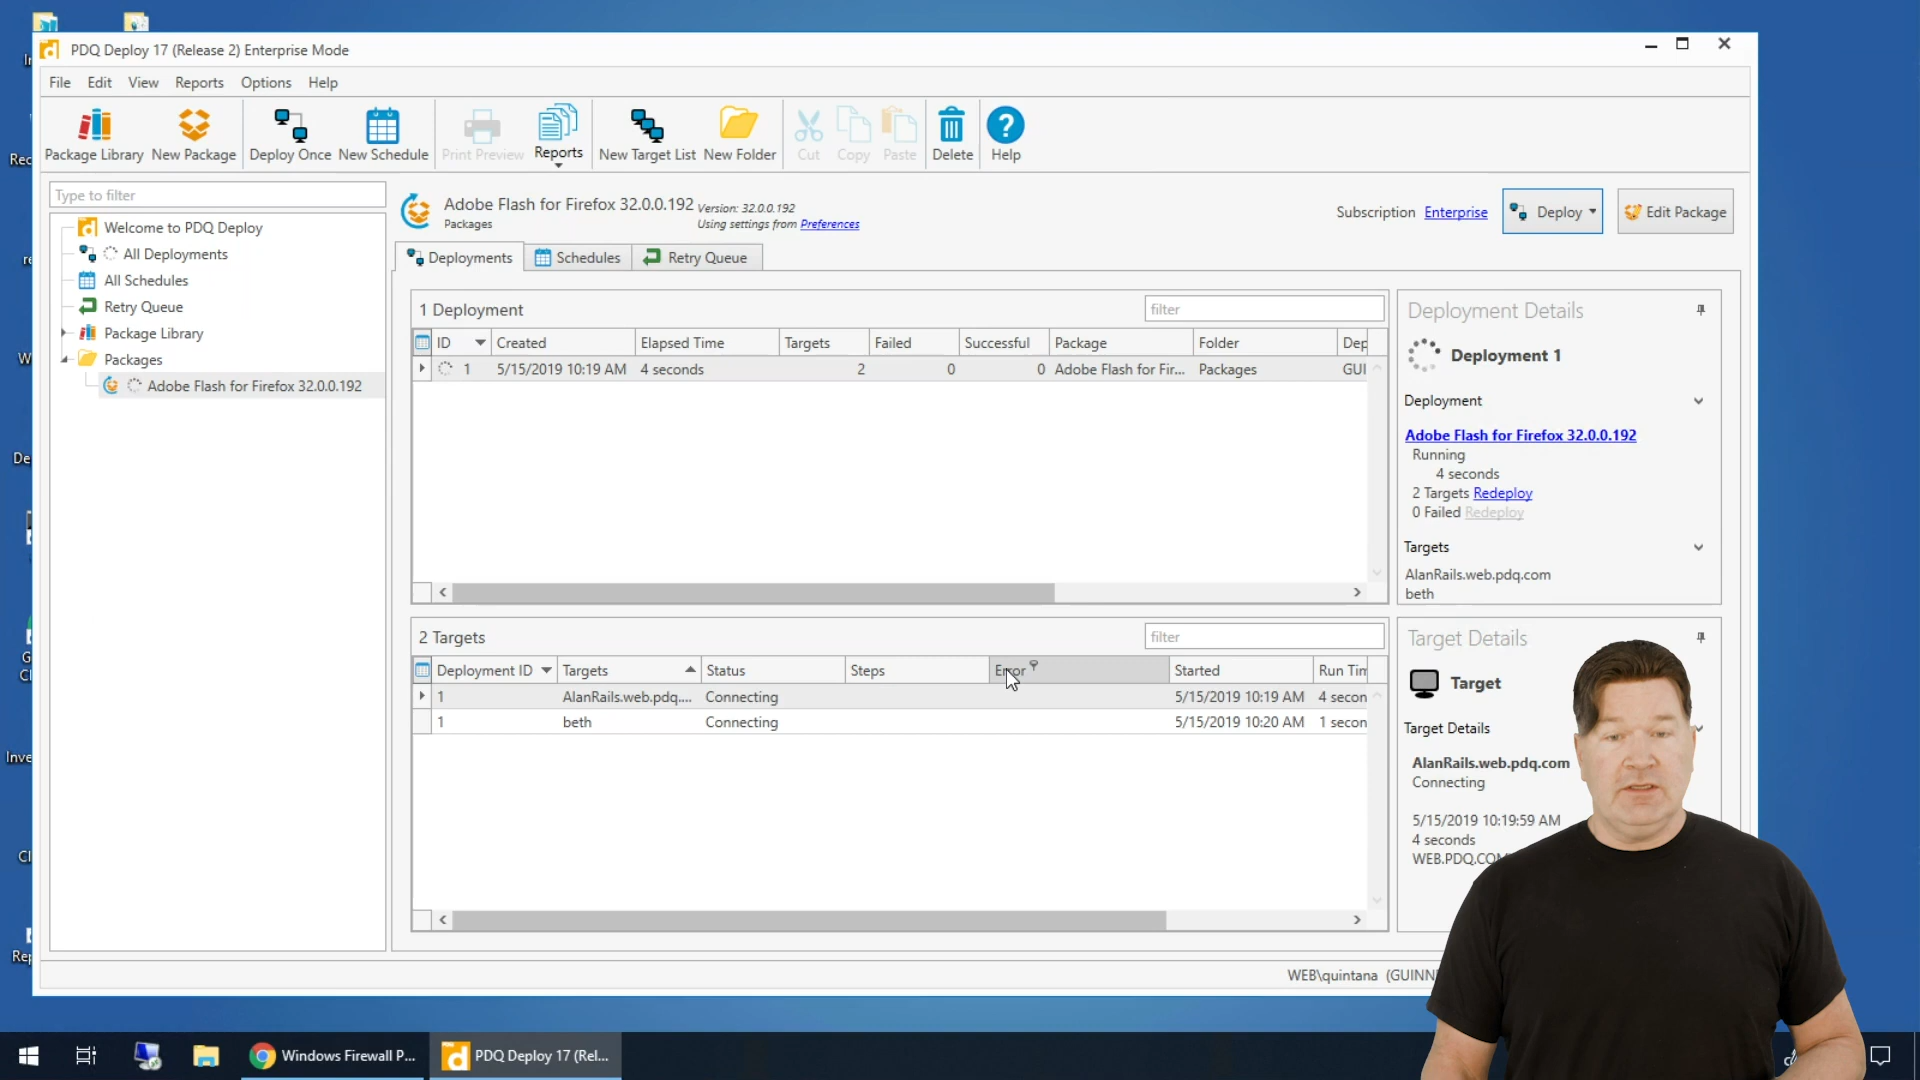 PDQ Deploy 17 (Release 2) Enterprise Mode
File Edit View Reports Options Help
Package Library New Package Deploy Once New Schedule Print Preview Reports New Target List New Folder Cut Copy Paste Delete Help
Type to filter
Welcome to PDQ Deploy
All Deployments
All Schedules
Retry Queue
Package Library
Packages
Adobe Flash for Firefox 32.0.0.192
Adobe Flash for Firefox 32.0.0.192 Version: 32.0.0.192
Packages Using settings from Preferences
Subscription Enterprise Deploy Edit Package
Deployments Schedules Retry Queue
1 Deployment filter
ID Created Elapsed Time Targets Failed Successful Package Folder Dep
1 5/15/2019 10:19 AM 4 seconds 2 0 0 Adobe Flash for Fir... Packages GUI
Deployment Details
Deployment 1
Deployment
Adobe Flash for Firefox 32.0.0.192
Running
4 seconds
2 Targets Redeploy
0 Failed Redeploy
Targets
AlanRails.web.pdq.com
beth
2 Targets filter
Deployment ID Targets Status Steps Error Started Run Tim
1 AlanRails.web.pdq.... Connecting 5/15/2019 10:19 AM 4 secon
1 beth Connecting 5/15/2019 10:20 AM 1 secon
Target Details
Target
Target Details
AlanRails.web.pdq.com
Connecting
5/15/2019 10:19:59 AM
4 seconds
WEB.PDQ.COM
WEB\quintana (GUINN
Windows Firewall P... PDQ Deploy 17 (Rel...